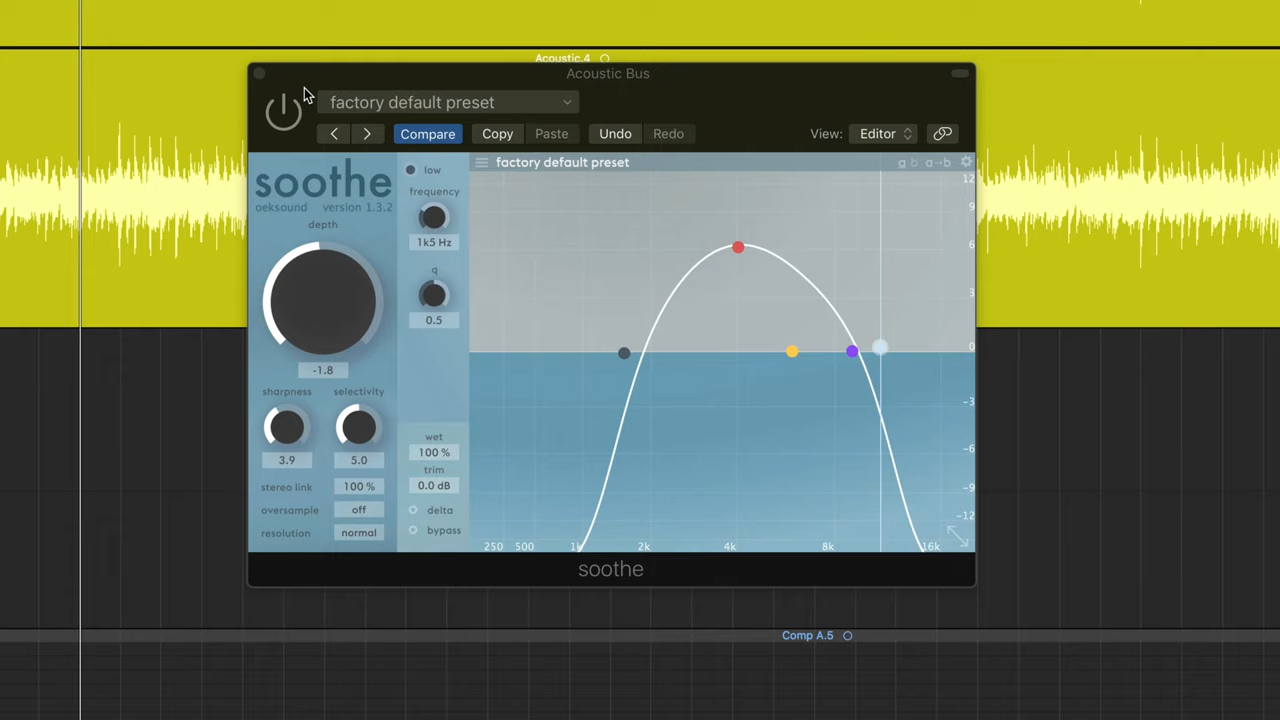 Acoustic.4
Acoustic Bus
factory default preset
Compare Copy Paste Undo Redo View: Editor
soothe
oeksound version 1.3.2
depth
-1.8
sharpness selectivity
3.9 5.0
stereo link 100 %
oversample off
resolution normal
low
frequency
1k5 Hz
q
0.5
wet
100 %
trim
0.0 dB
delta
bypass
factory default preset a b a→b
12
9
6
3
0
-3
-6
-9
-12
250 500 1k 2k 4k 8k 16k
soothe
Comp A.5